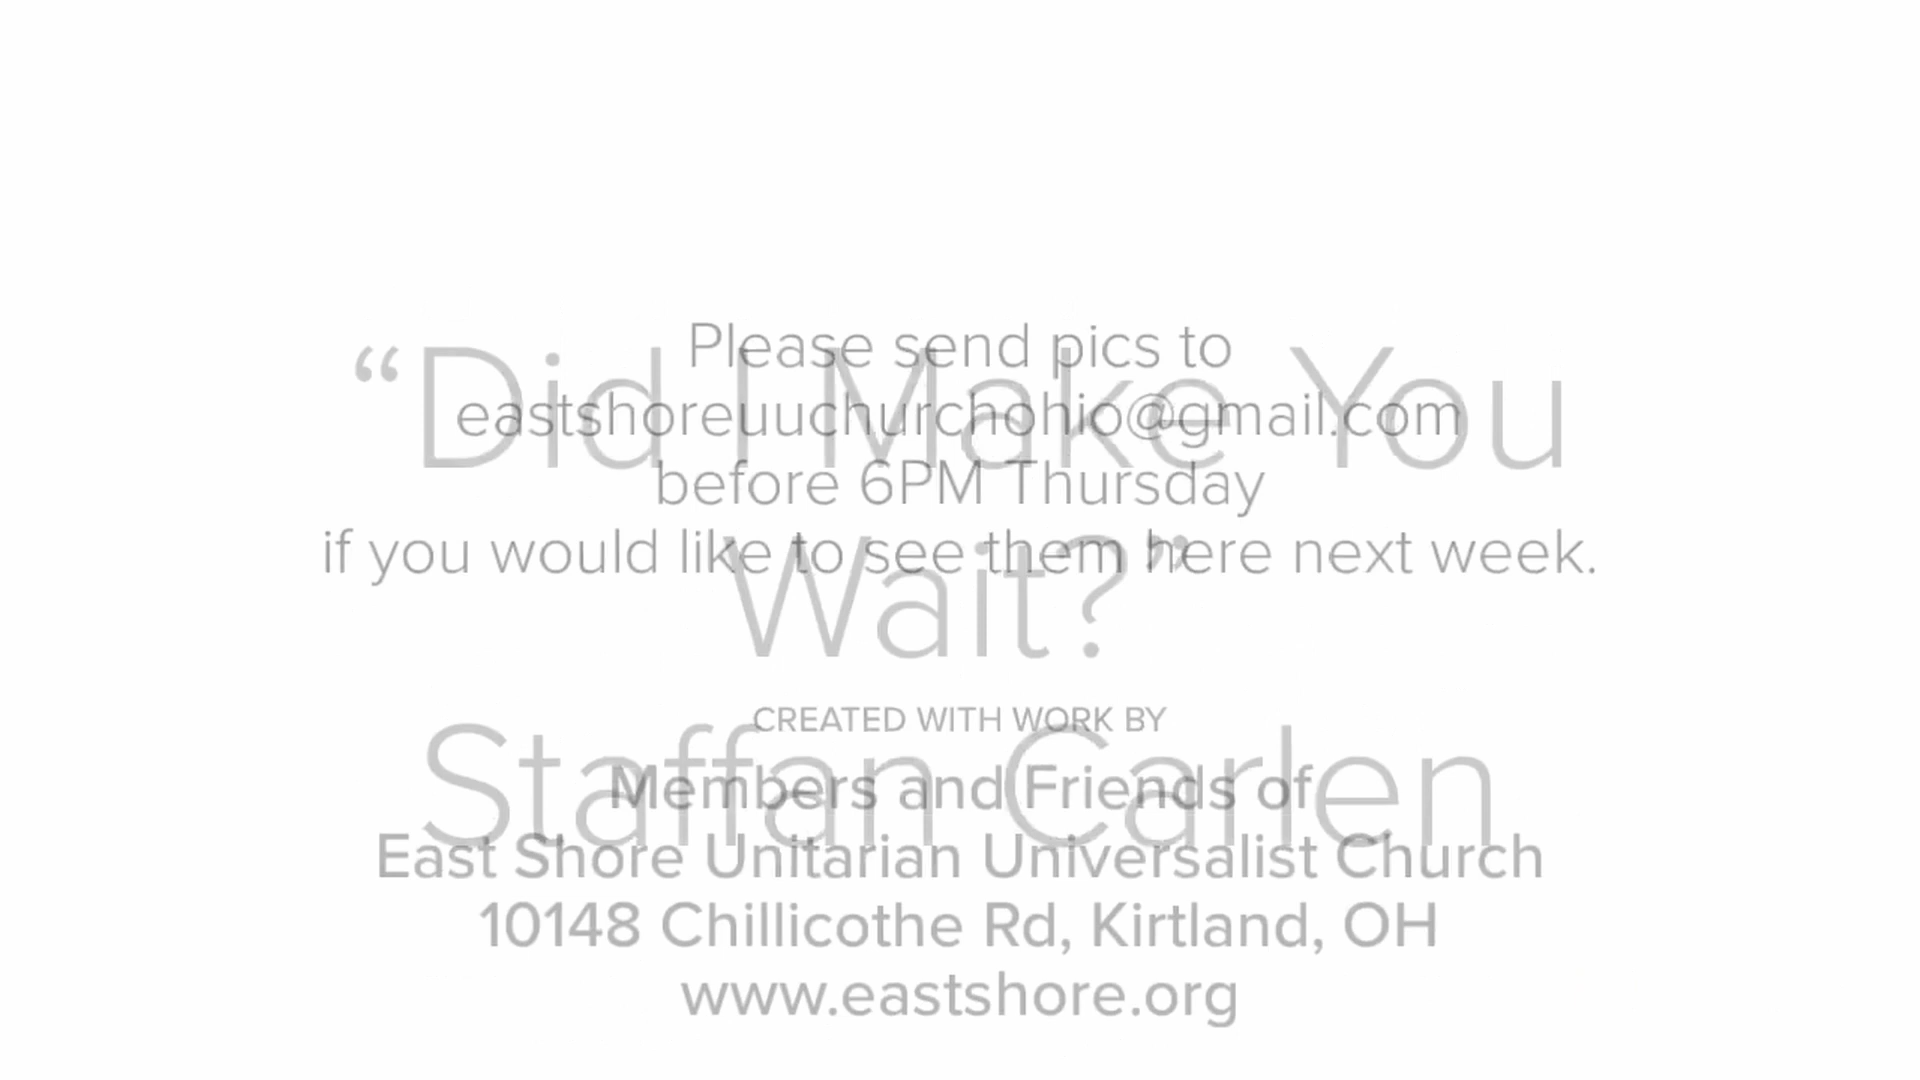 Please send pics to
eastshoreuuchurchohio@gmail.com
before 6PM Thursday
if you would like to see them here next week.
“Did I Make You
Wait?”
Staffan Carlen
CREATED WITH WORK BY
Members and Friends of
East Shore Unitarian Universalist Church
10148 Chillicothe Rd, Kirtland, OH
www.eastshore.org